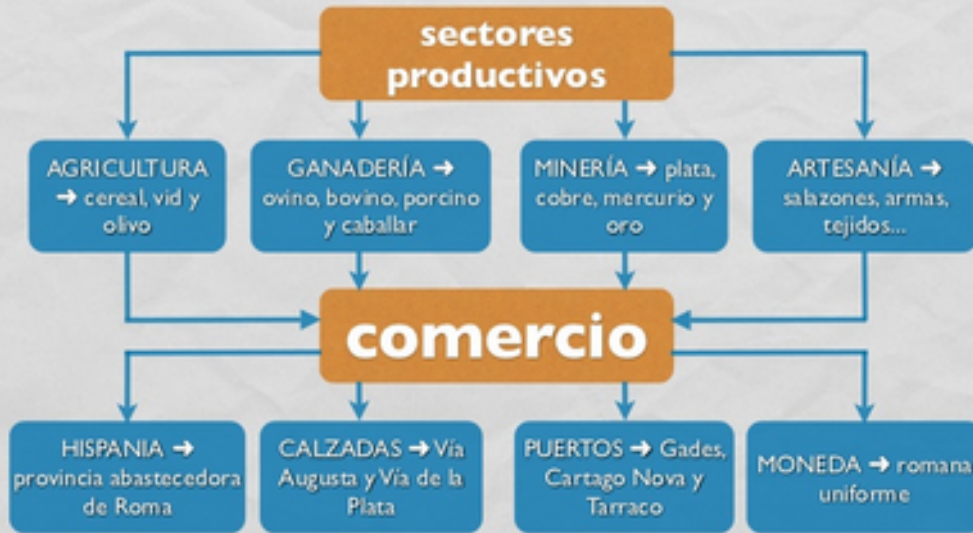 sectores
productivos
AGRICULTURA
➔ cereal, vid y
olivo
GANADERÍA ➔
ovino, bovino, porcino
y caballar
MINERÍA ➔ plata,
cobre, mercurio y
oro
ARTESANÍA ➔
salazones, armas,
tejidos...
comercio
HISPANIA ➔
provincia abastecedora
de Roma
CALZADAS ➔ Vía
Augusta y Vía de la
Plata
PUERTOS ➔ Gades,
Cartago Nova y
Tarraco
MONEDA ➔ romana
uniforme